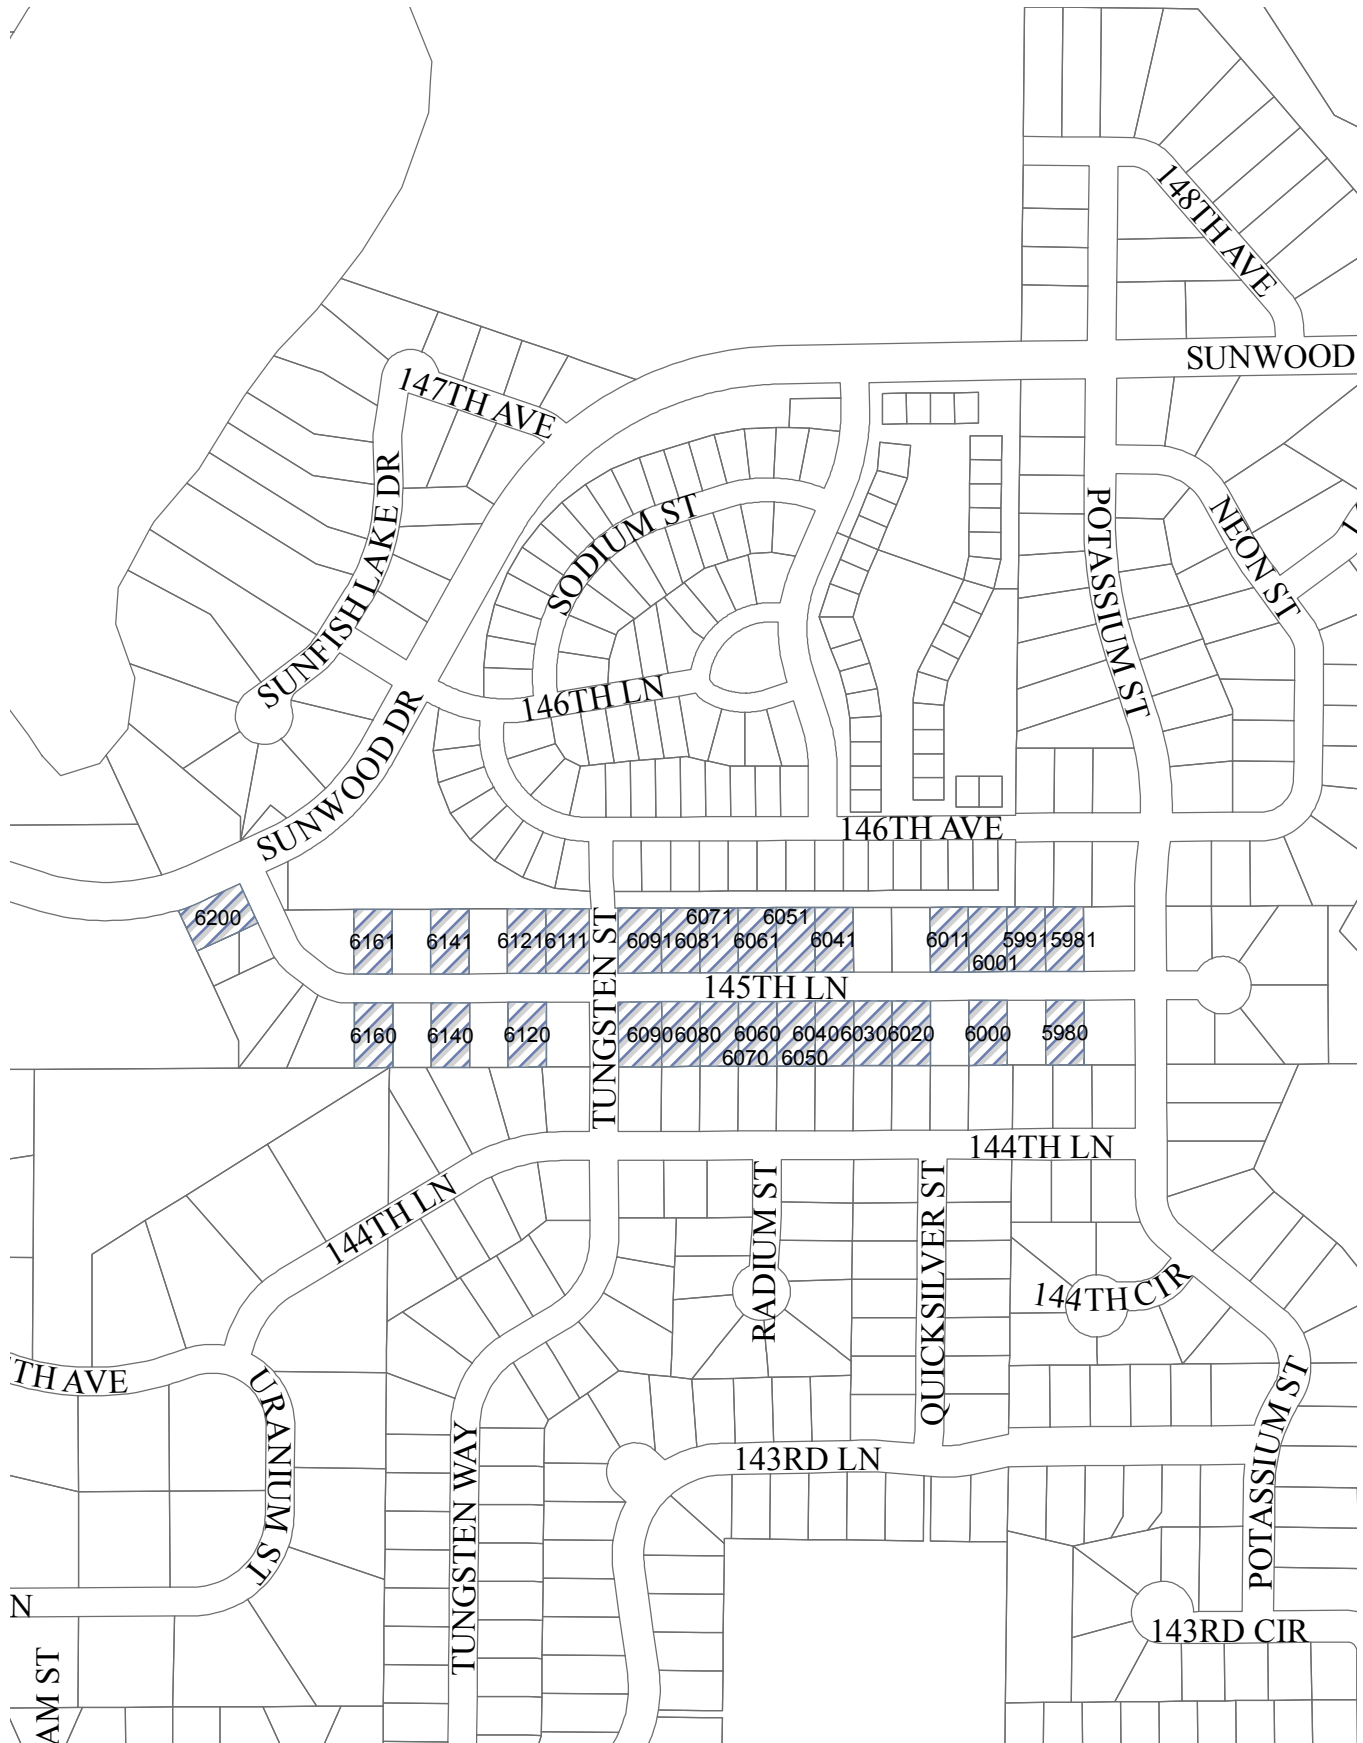 148TH AVE
SUNWOOD
147TH AVE
SUNFISH LAKE DR
SODIUM ST
POTASSIUM ST
NEON ST
146TH LN
SUNWOOD DR
146TH AVE
6200
6161
6141
6121
6111
6091
6081
6071
6061
6051
6041
6011
6001
5991
5981
TUNGSTEN ST
145TH LN
6160
6140
6120
6090
6080
6070
6060
6050
6040
6030
6020
6000
5980
144TH LN
144TH LN
RADIUM ST
QUICKSILVER ST
144TH CIR
TH AVE
URANIUM ST
TUNGSTEN WAY
143RD LN
POTASSIUM ST
143RD CIR
N
AM ST